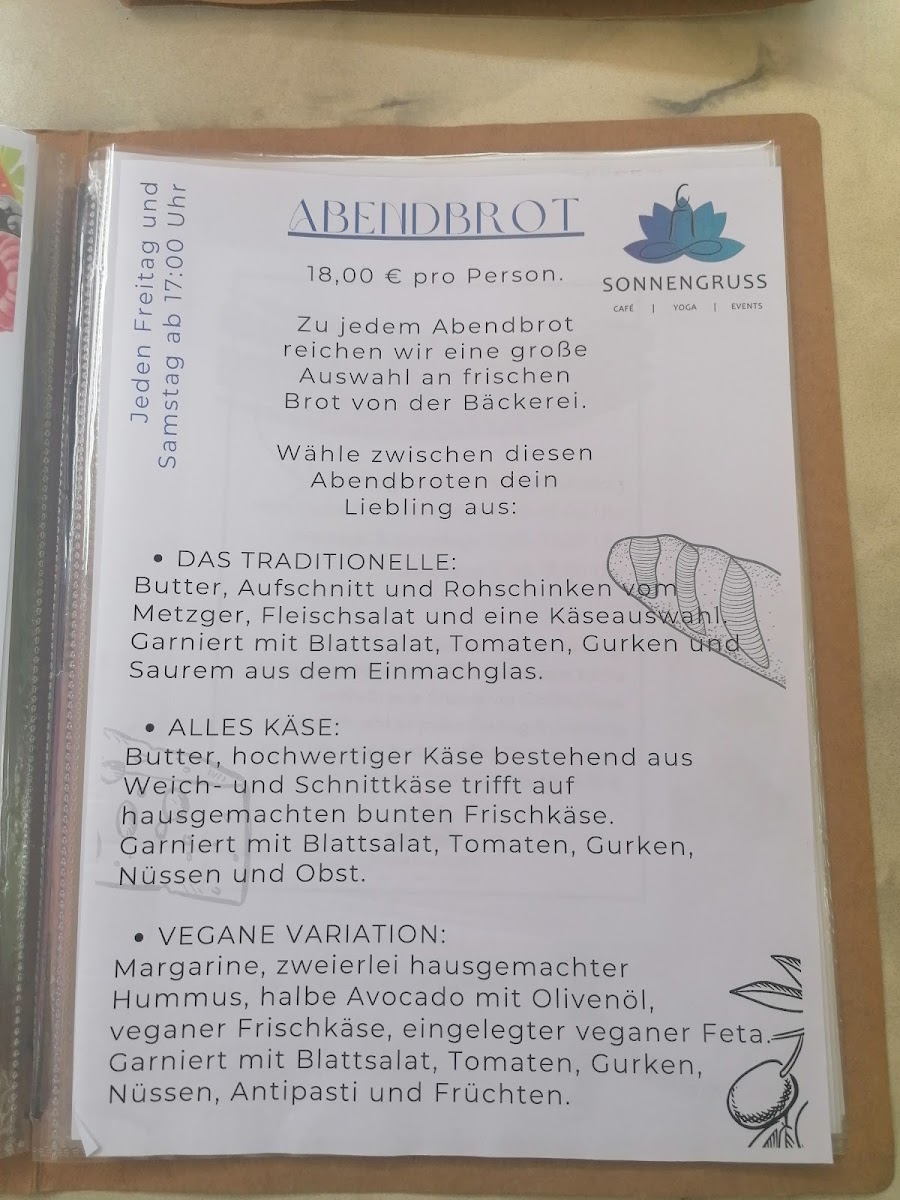 Jeden Freitag und
Samstag ab 17:00 Uhr
ABENDBROT
SONNENGRUSS
CAFÉ | YOGA | EVENTS
18,00 € pro Person.
Zu jedem Abendbrot
reichen wir eine große
Auswahl an frischen
Brot von der Bäckerei.
Wähle zwischen diesen
Abendbroten dein
Liebling aus:
• DAS TRADITIONELLE:
Butter, Aufschnitt und Rohschinken vom
Metzger, Fleischsalat und eine Käseauswahl.
Garniert mit Blattsalat, Tomaten, Gurken und
Saurem aus dem Einmachglas.
• ALLES KÄSE:
Butter, hochwertiger Käse bestehend aus
Weich- und Schnittkäse trifft auf
hausgemachten bunten Frischkäse.
Garniert mit Blattsalat, Tomaten, Gurken,
Nüssen und Obst.
• VEGANE VARIATION:
Margarine, zweierlei hausgemachter
Hummus, halbe Avocado mit Olivenöl,
veganer Frischkäse, eingelegter veganer Feta.
Garniert mit Blattsalat, Tomaten, Gurken,
Nüssen, Antipasti und Früchten.